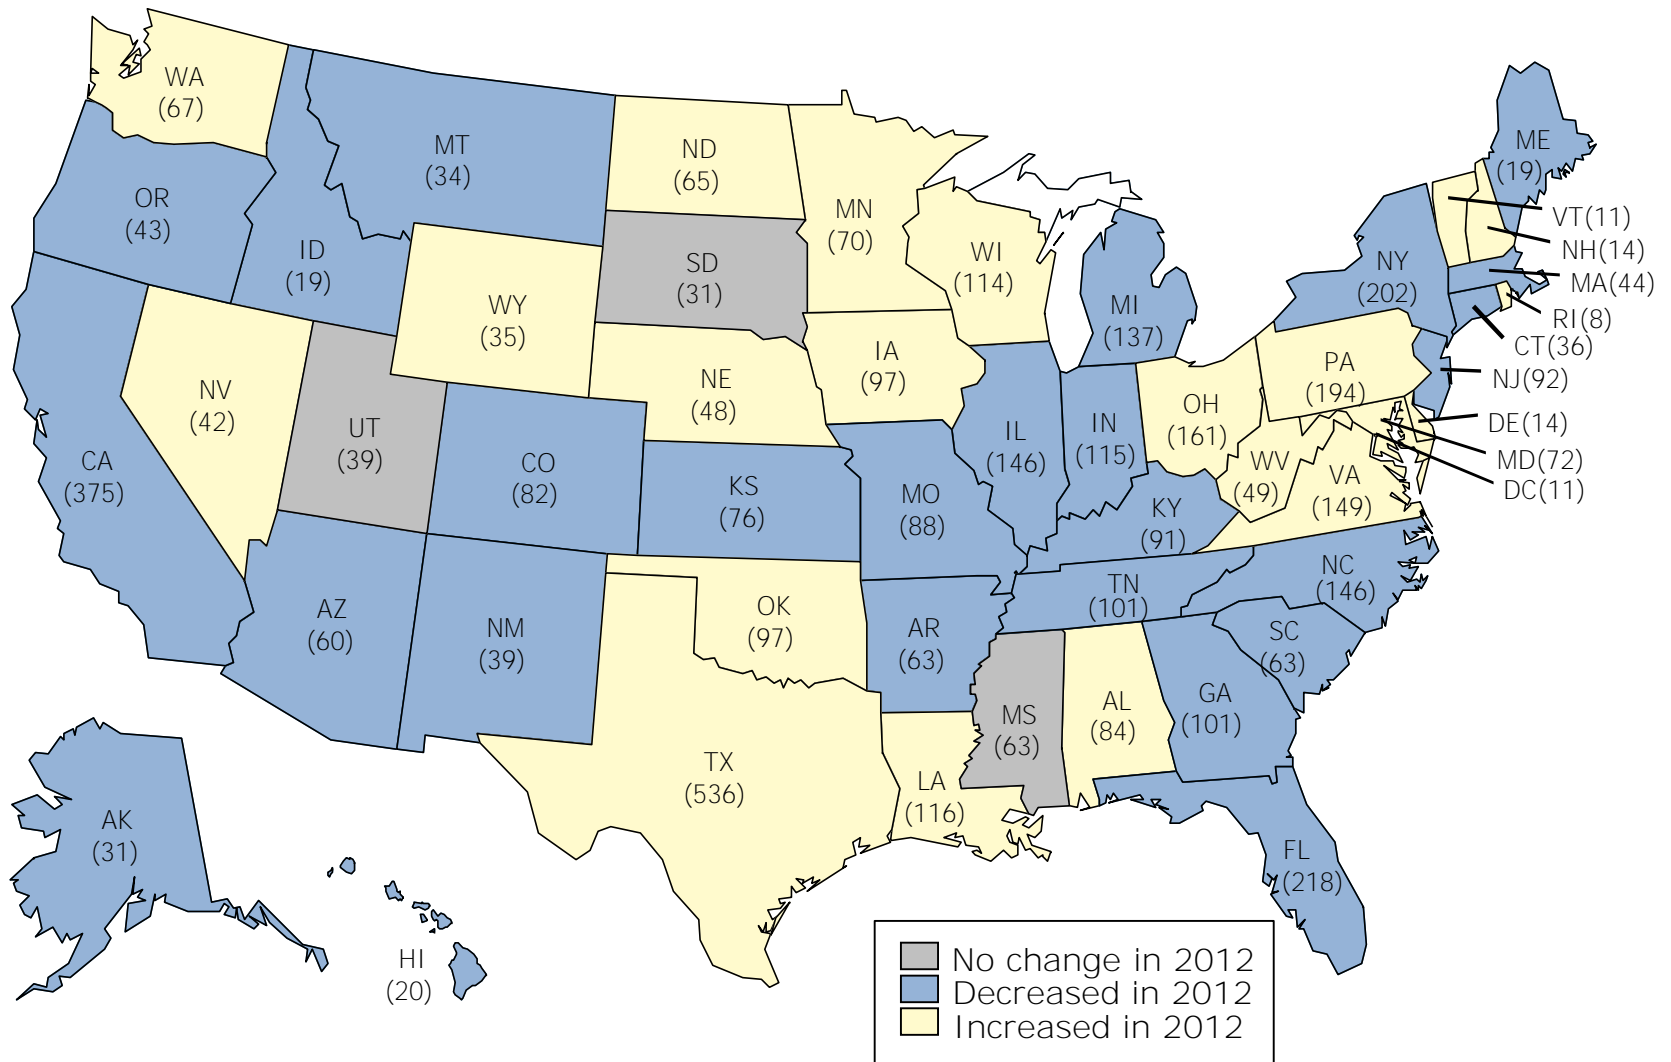 WA
(67)
MT
(34)
ND
(65)
MN
(70)
ME
(19)
OR
(43)
ID
(19)
WY
(35)
SD
(31)
WI
(114)
MI
(137)
NY
(202)
VT(11)
NH(14)
MA(44)
RI(8)
CT(36)
NJ(92)
DE(14)
MD(72)
DC(11)
NV
(42)
UT
(39)
NE
(48)
IA
(97)
PA
(194)
OH
(161)
IL
(146)
IN
(115)
WV
(49)
VA
(149)
CA
(375)
CO
(82)
KS
(76)
MO
(88)
KY
(91)
NC
(146)
TN
(101)
SC
(63)
AZ
(60)
NM
(39)
OK
(97)
AR
(63)
MS
(63)
AL
(84)
GA
(101)
TX
(536)
LA
(116)
FL
(218)
AK
(31)
HI
(20)
No change in 2012
Decreased in 2012
Increased in 2012